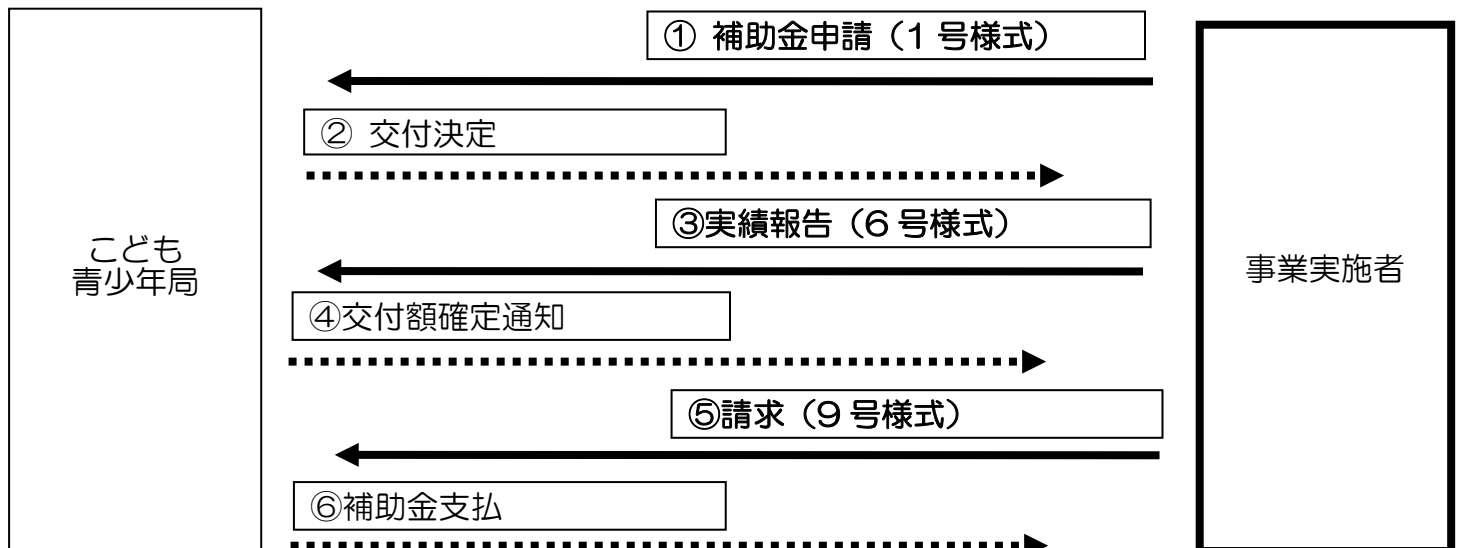 ① 補助金申請（1号様式）
② 交付決定
③実績報告（6号様式）
こども
青少年局
事業実施者
④交付額確定通知
⑤請求（9号様式）
⑥補助金支払